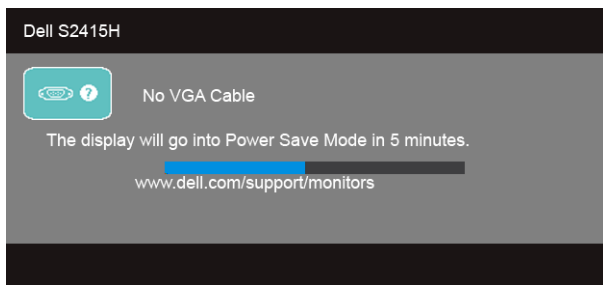 Dell S2415H
?
No VGA Cable
The display will go into Power Save Mode in 5 minutes.
www.dell.com/support/monitors